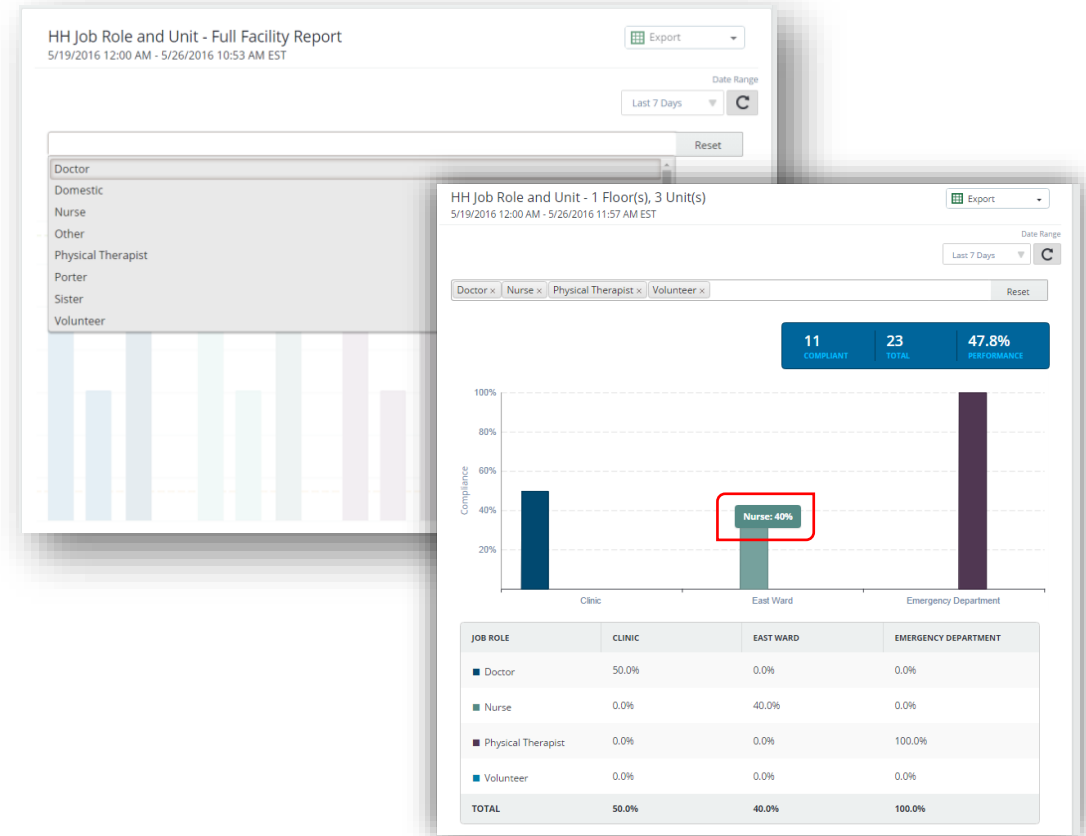 HH Job Role and Unit - Full Facility Report
Export
5/19/2016 12:00 AM - 5/26/2016 10:53 AM EST
Date Range
Last 7 Days
Reset
Doctor
Domestic
Nurse
Other
Physical Therapist
Porter
Sister
Volunteer
HH Job Role and Unit - 1 Floor(s), 3 Unit(s)
Export
5/19/2016 12:00 AM - 5/26/2016 11:57 AM EST
Date Range
Last 7 Days
Doctor × Nurse × Physical Therapist × Volunteer × Reset
11 23 47.8%
COMPLIANT TOTAL PERFORMANCE
100%
80%
60%
40%
20%
Compliance
Nurse: 40%
Clinic East Ward Emergency Department
JOB ROLE CLINIC EAST WARD EMERGENCY DEPARTMENT
Doctor 50.0% 0.0% 0.0%
Nurse 0.0% 40.0% 0.0%
Physical Therapist 0.0% 0.0% 100.0%
Volunteer 0.0% 0.0% 0.0%
TOTAL 50.0% 40.0% 100.0%